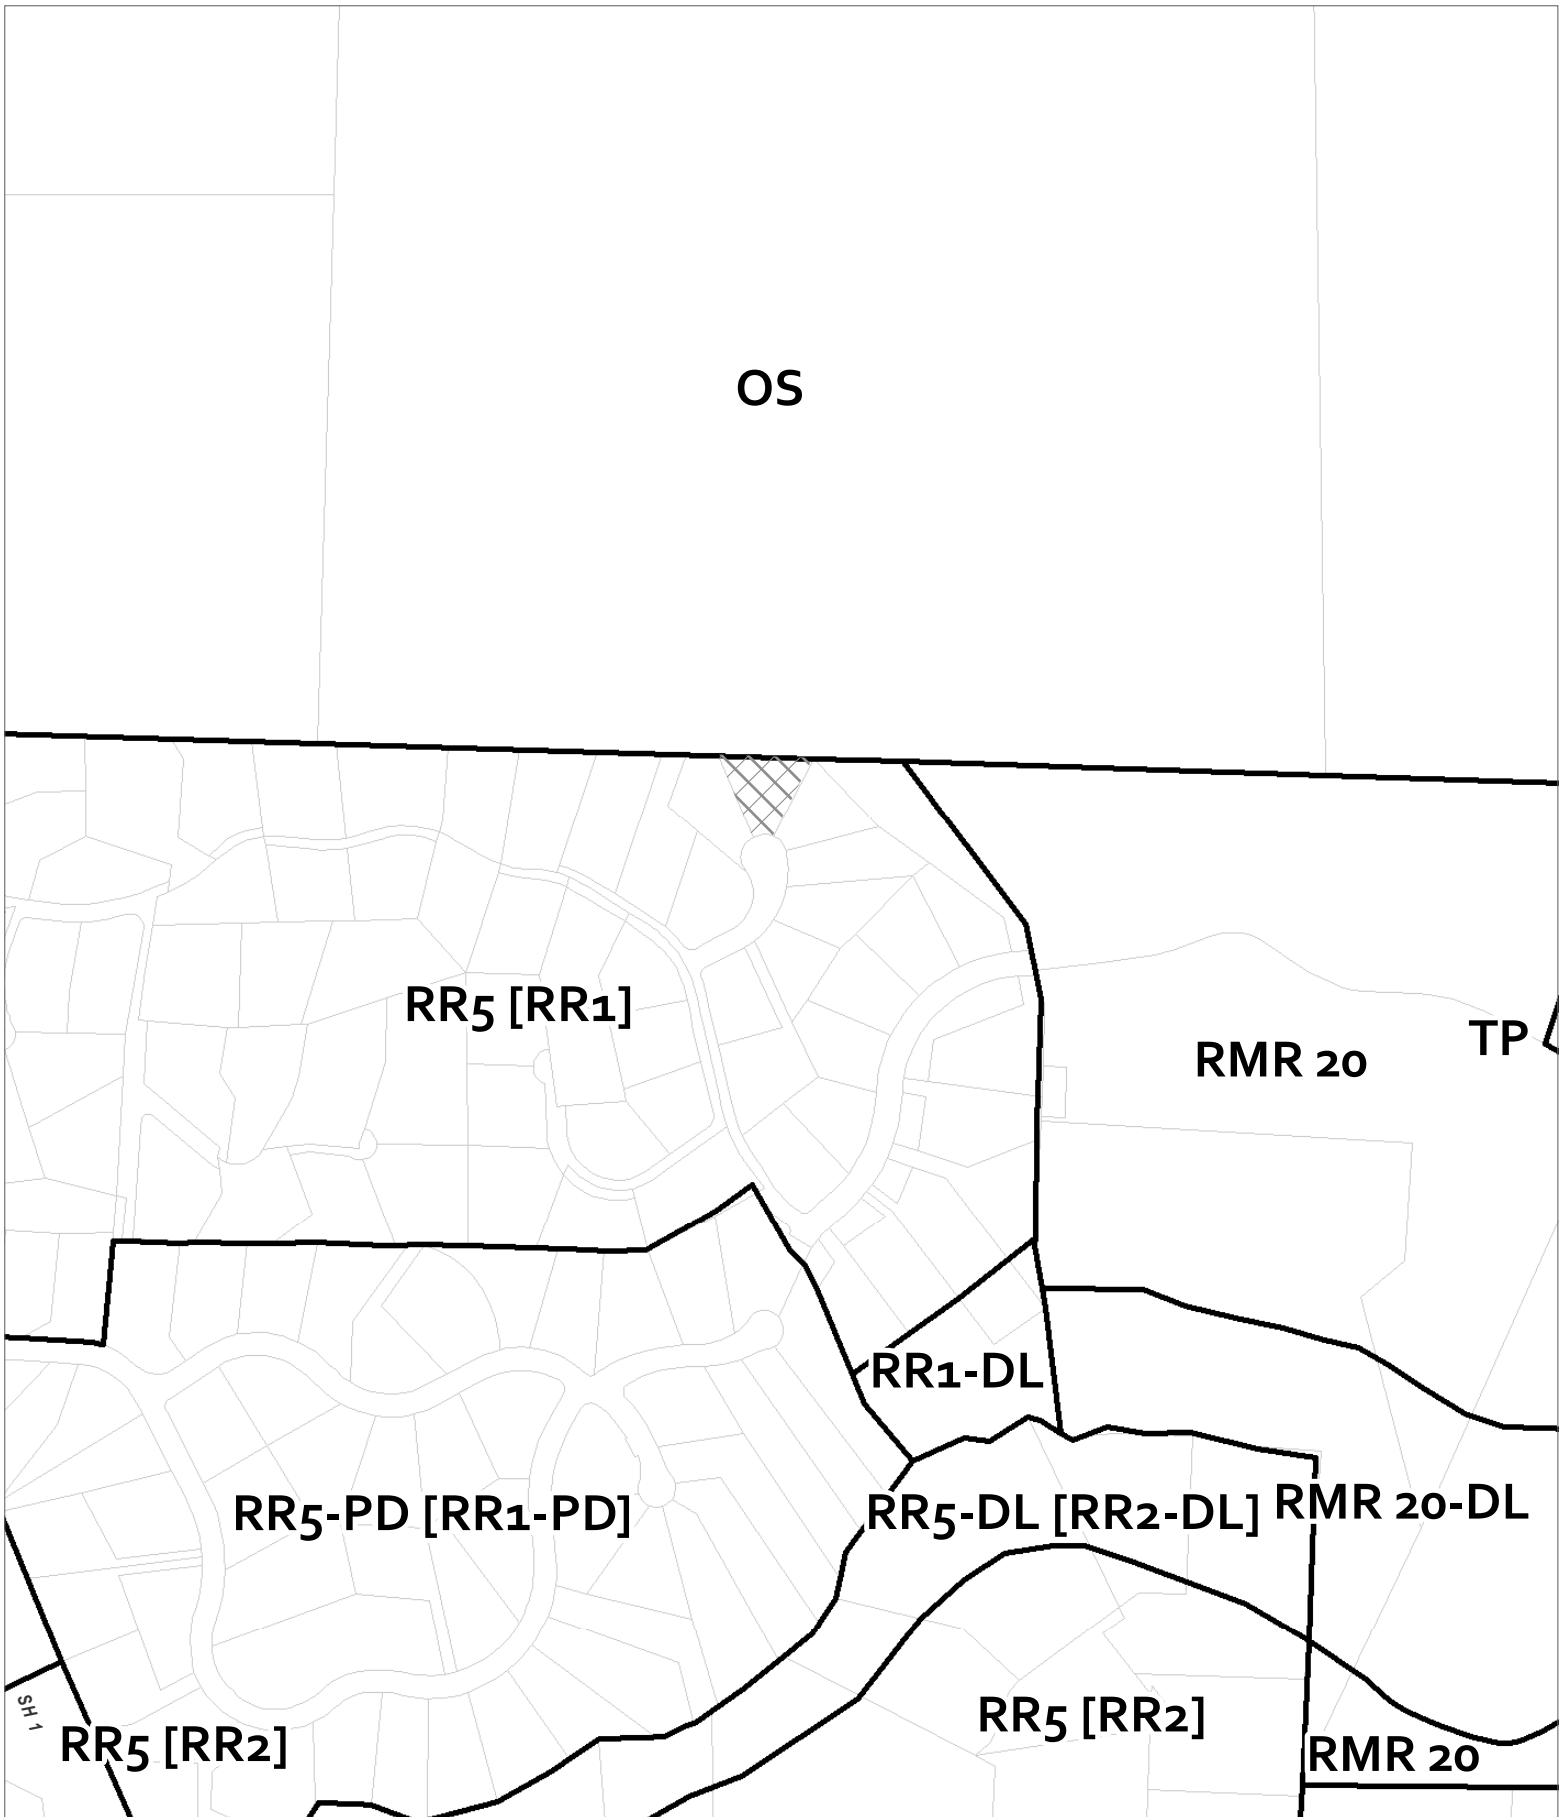 OS
RR5 [RR1]
TP
RMR 20
RR1-DL
RR5-PD [RR1-PD]
RR5-DL [RR2-DL]
RMR 20-DL
SH 1
RR5 [RR2]
RR5 [RR2]
RMR 20